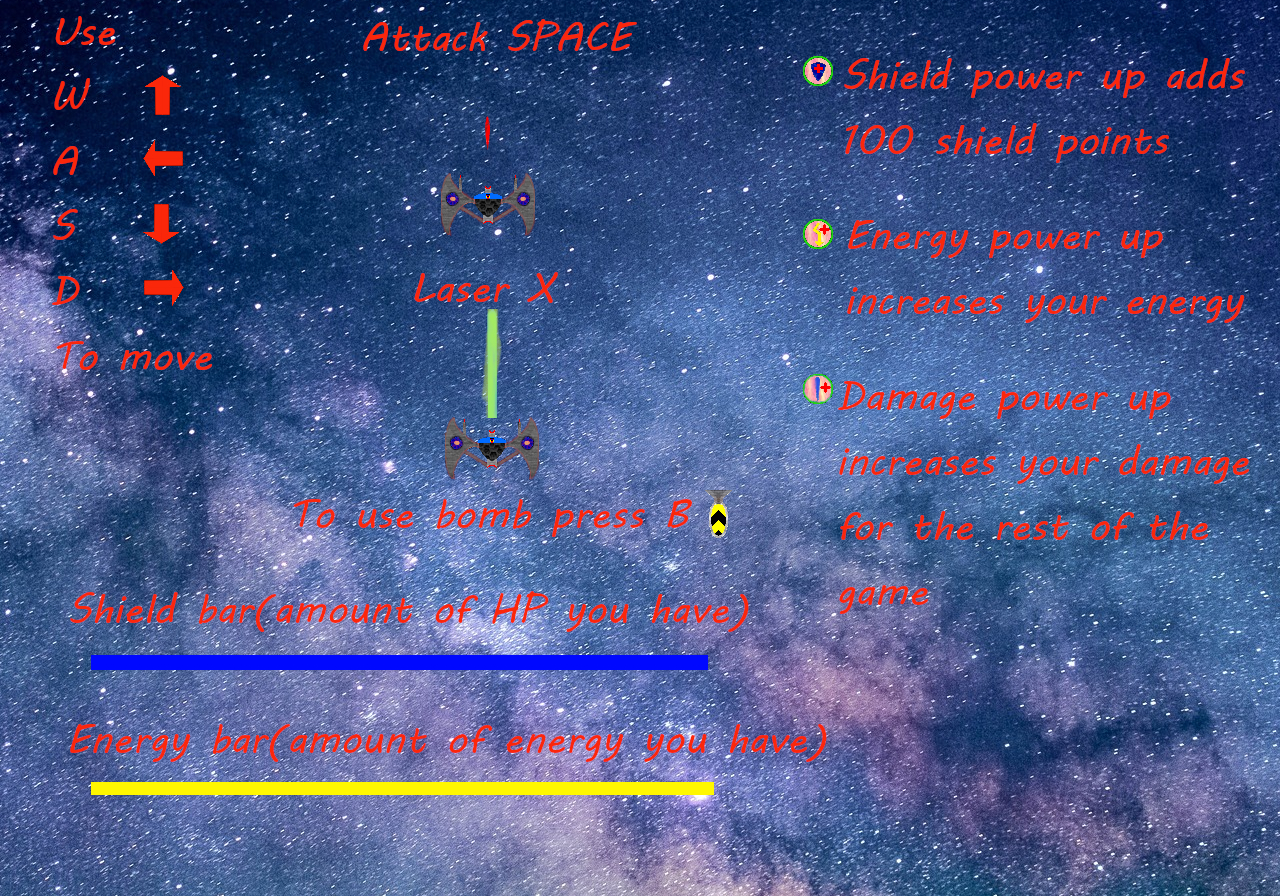 Use
W
A
S
D
To move
Attack SPACE
Laser X
To use bomb press B
Shield power up adds
100 shield points
Energy power up
increases your energy
Damage power up
increases your damage
for the rest of the
game
Shield bar(amount of HP you have)
Energy bar(amount of energy you have)